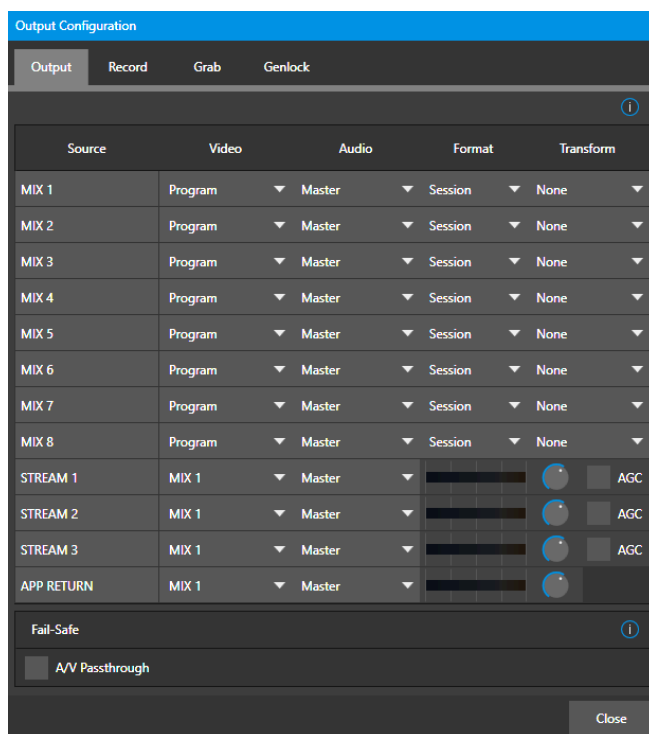 Output Configuration
Output Record Grab Genlock
Source Video Audio Format Transform
MIX 1 Program Master Session None
MIX 2 Program Master Session None
MIX 3 Program Master Session None
MIX 4 Program Master Session None
MIX 5 Program Master Session None
MIX 6 Program Master Session None
MIX 7 Program Master Session None
MIX 8 Program Master Session None
STREAM 1 MIX 1 Master AGC
STREAM 2 MIX 1 Master AGC
STREAM 3 MIX 1 Master AGC
APP RETURN MIX 1 Master
Fail-Safe
A/V Passthrough
Close